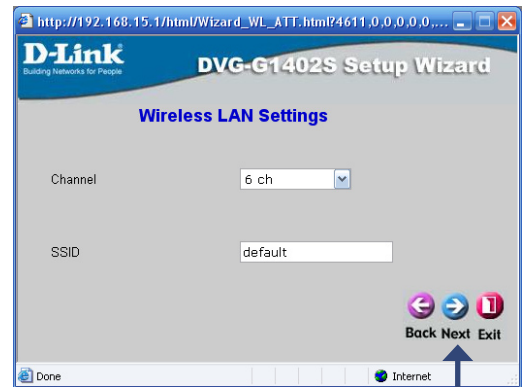 http://192.168.15.1/html/Wizard_WL_ATT.html?4611,0,0,0,0,0,...
D-Link
Building Networks for People
DVG-G1402S Setup Wizard
Wireless LAN Settings
Channel
6 ch
SSID
default
Back Next Exit
Done
Internet